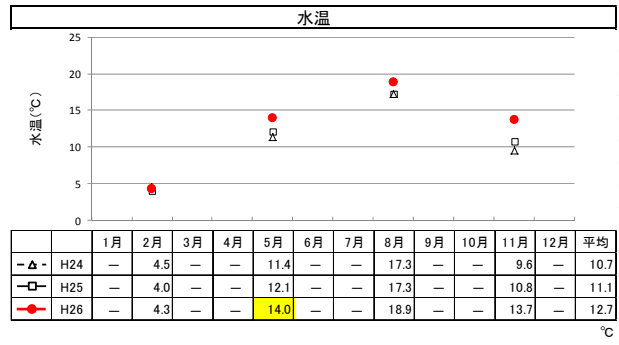 水温
25
20
15
10
5
0
水温(℃)
1月 2月 3月 4月 5月 6月 7月 8月 9月 10月 11月 12月 平均
H24 — 4.5 — — 11.4 — — 17.3 — — 9.6 — 10.7
H25 — 4.0 — — 12.1 — — 17.3 — — 10.8 — 11.1
H26 — 4.3 — — 14.0 — — 18.9 — — 13.7 — 12.7
℃